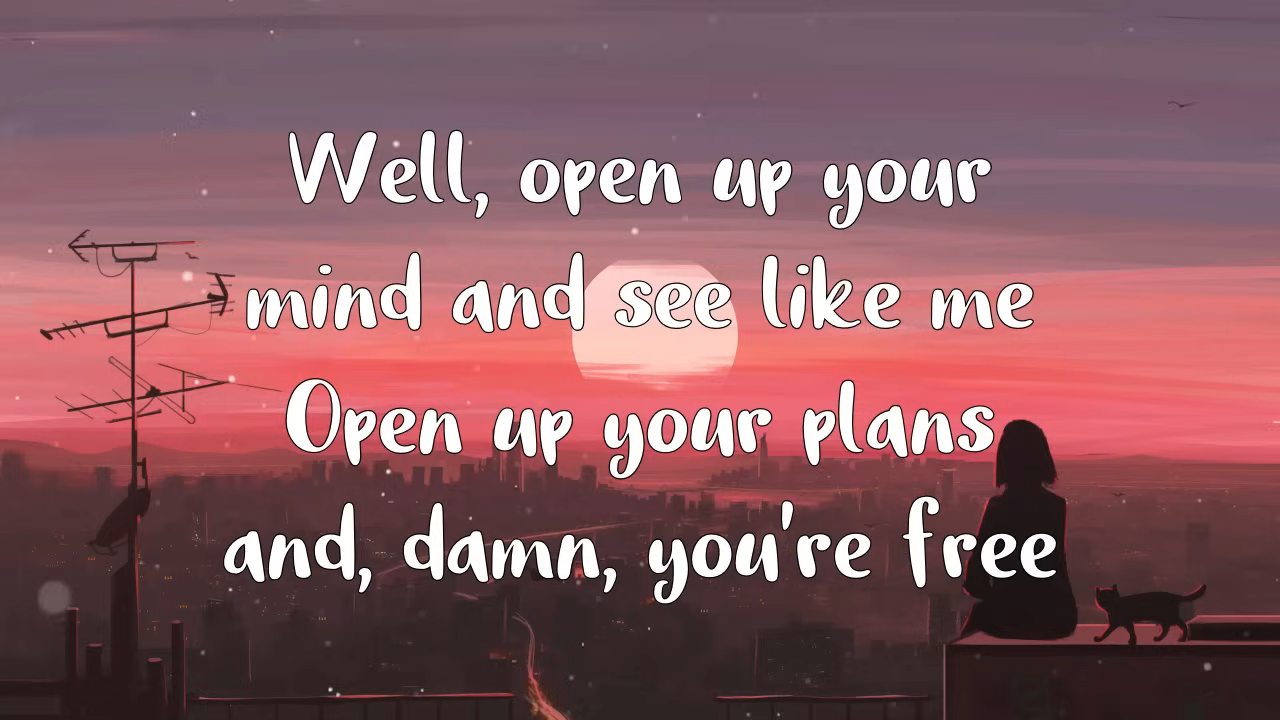 Well, open up your
mind and see like me
Open up your plans
and, damn, you're free